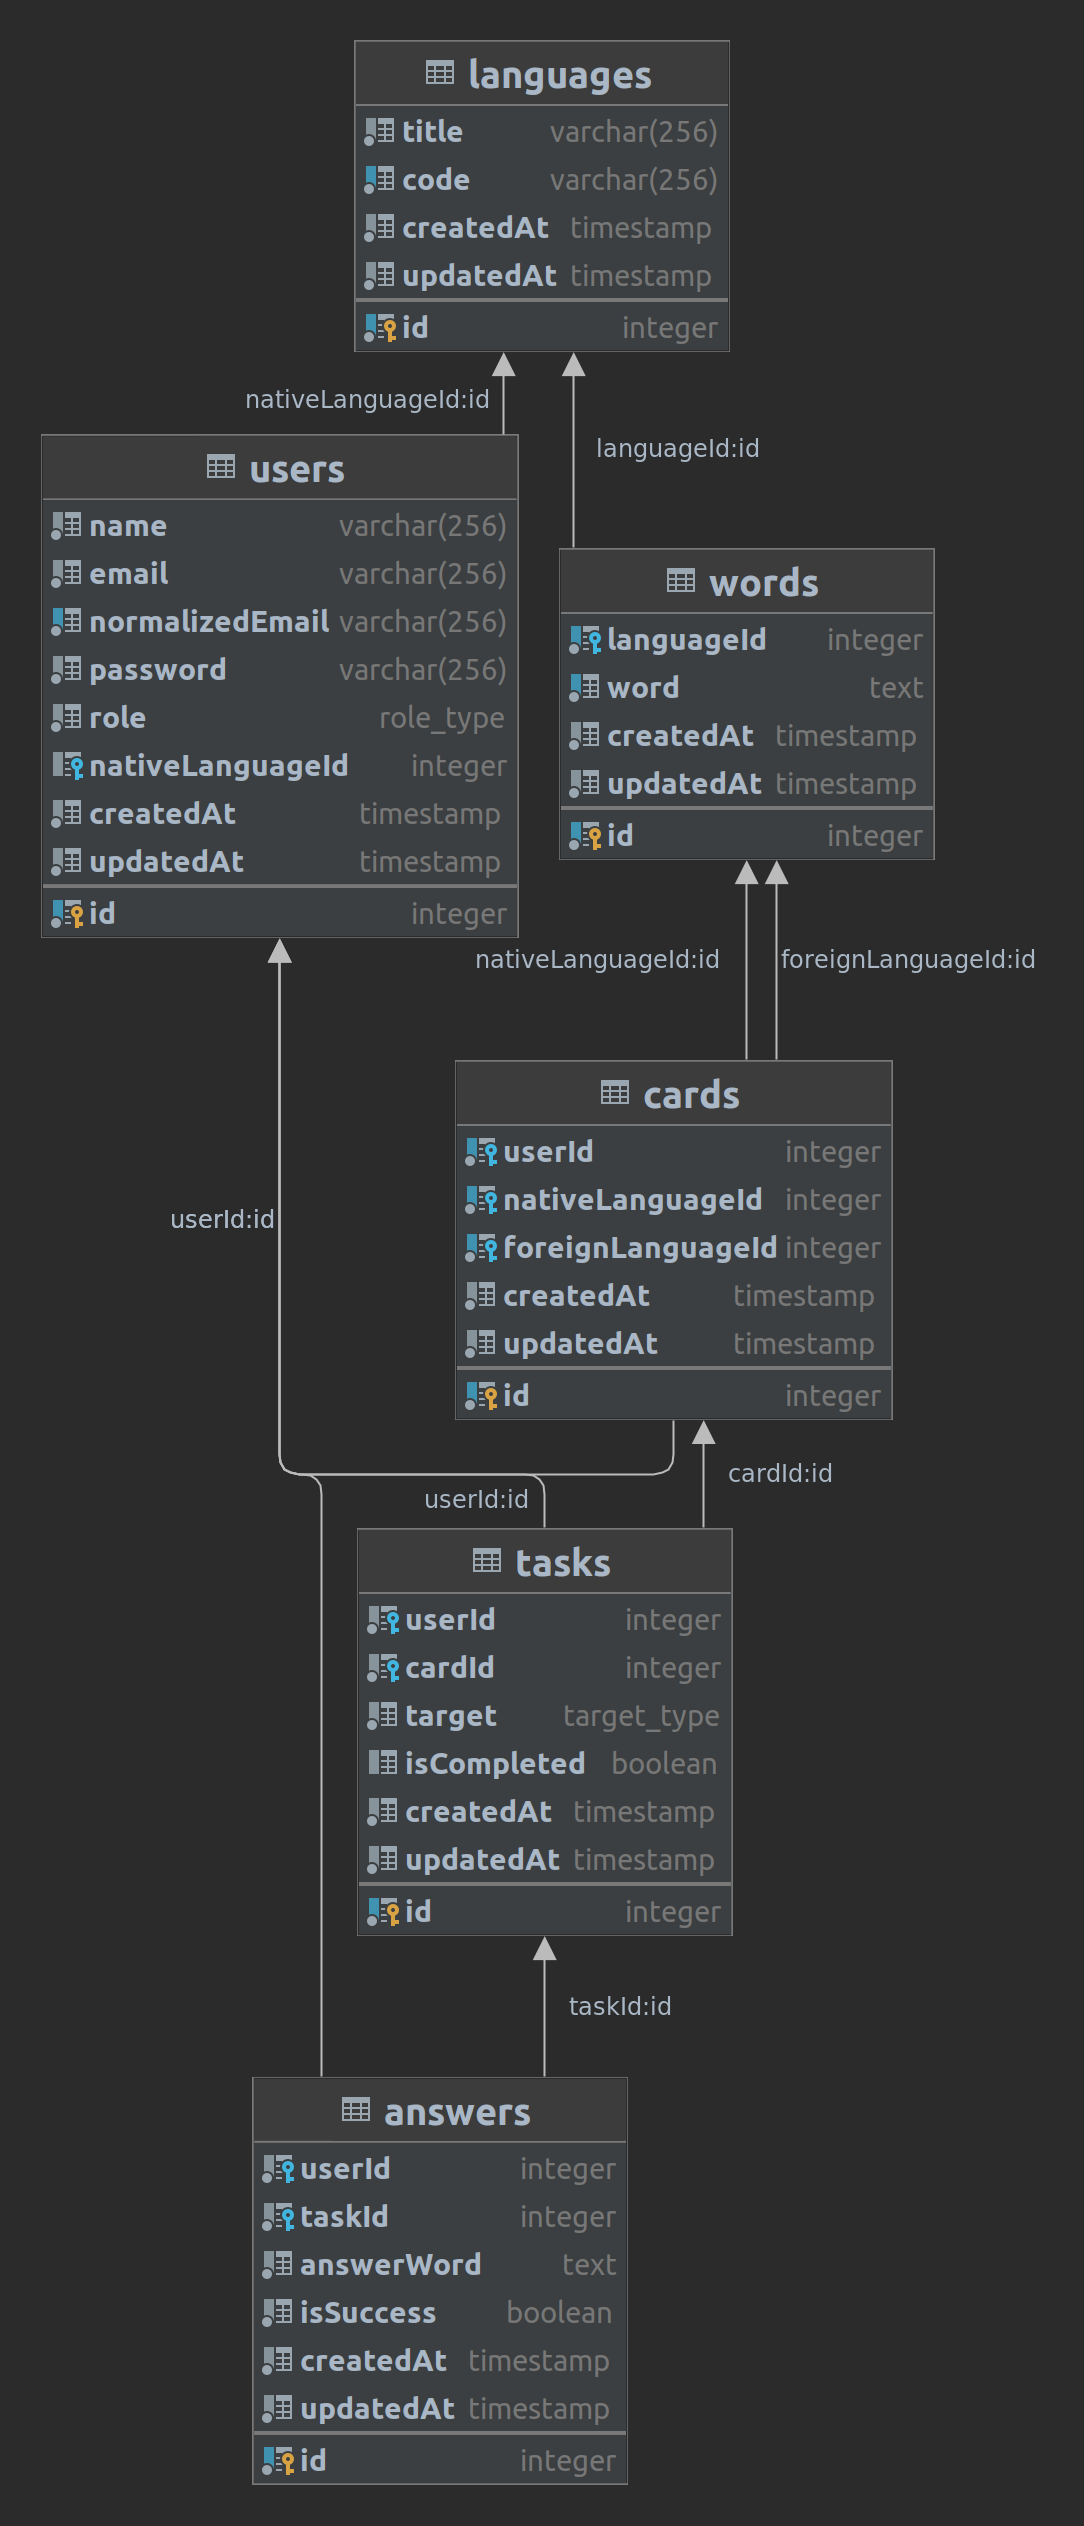 languages
title varchar(256)
code varchar(256)
createdAt timestamp
updatedAt timestamp
id integer
nativeLanguageId:id
languageId:id
users
name varchar(256)
email varchar(256)
normalizedEmail varchar(256)
password varchar(256)
role role_type
nativeLanguageId integer
createdAt timestamp
updatedAt timestamp
id integer
words
languageId integer
word text
createdAt timestamp
updatedAt timestamp
id integer
nativeLanguageId:id
foreignLanguageId:id
cards
userId integer
nativeLanguageId integer
foreignLanguageId integer
createdAt timestamp
updatedAt timestamp
id integer
userId:id
cardId:id
userId:id
tasks
userId integer
cardId integer
target target_type
isCompleted boolean
createdAt timestamp
updatedAt timestamp
id integer
taskId:id
answers
userId integer
taskId integer
answerWord text
isSuccess boolean
createdAt timestamp
updatedAt timestamp
id integer